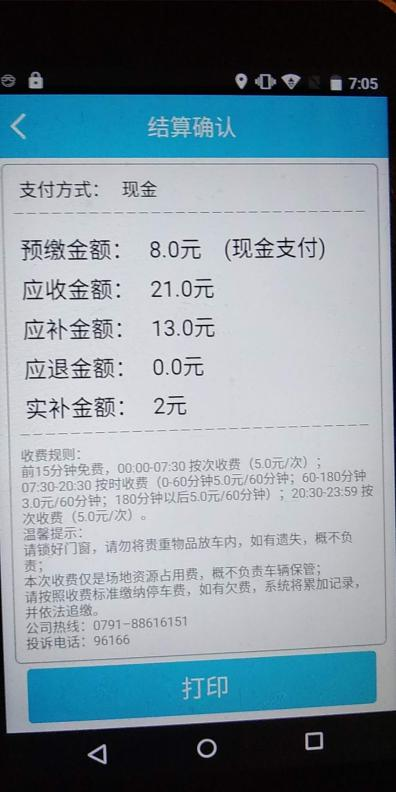 7:05
结算确认
支付方式： 现金
预缴金额： 8.0元 (现金支付)
应收金额： 21.0元
应补金额： 13.0元
应退金额： 0.0元
实补金额： 2元
收费规则：
前15分钟免费，00:00-07:30 按次收费（5.0元/次）；
07:30-20:30 按时收费（0-60分钟5.0元/60分钟；60-180分钟
3.0元/60分钟；180分钟以后5.0元/60分钟）；20:30-23:59 按
次收费（5.0元/次）。
温馨提示：
请锁好门窗，请勿将贵重物品放车内，如有遗失，概不负
责；
本次收费仅是场地资源占用费，概不负责车辆保管；
请按照收费标准缴纳停车费，如有欠费，系统将累加记录，
并依法追缴。
公司热线：0791-88616151
投诉电话：96166
打印